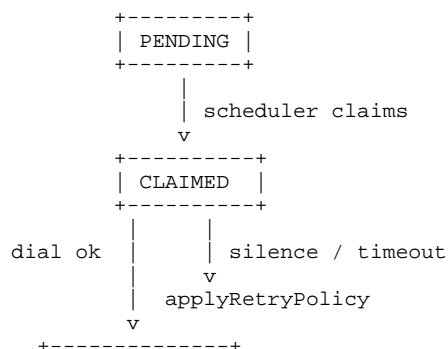 PENDING
scheduler claims
CLAIMED
dial ok silence / timeout
applyRetryPolicy